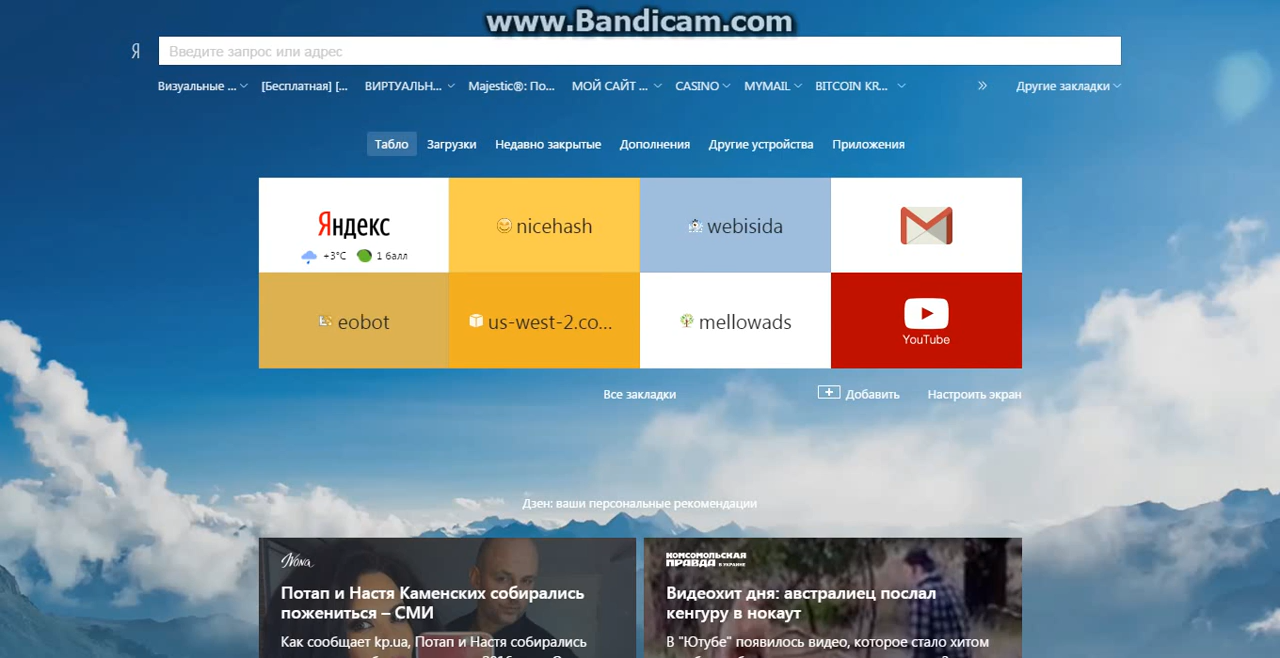 www.Bandicam.com
Я
Введите запрос или адрес
Визуальные ... [Бесплатная] [... ВИРТУАЛЬН... Majestic®: По... МОЙ САЙТ ... CASINO MYMAIL BITCOIN KR... » Другие закладки
Табло Загрузки Недавно закрытые Дополнения Другие устройства Приложения
Яндекс
+3°C 1 балл
nicehash
webisida
eobot
us-west-2.co...
mellowads
YouTube
Все закладки Добавить Настроить экран
Дзен: ваши персональные рекомендации
Nona
Потап и Настя Каменских собирались
пожениться – СМИ
Как сообщает kp.ua, Потап и Настя собирались
КОМСОМОЛЬСКАЯ
ПРАВДА В УКРАИНЕ
Видеохит дня: австралиец послал
кенгуру в нокаут
В "Ютубе" появилось видео, которое стало хитом